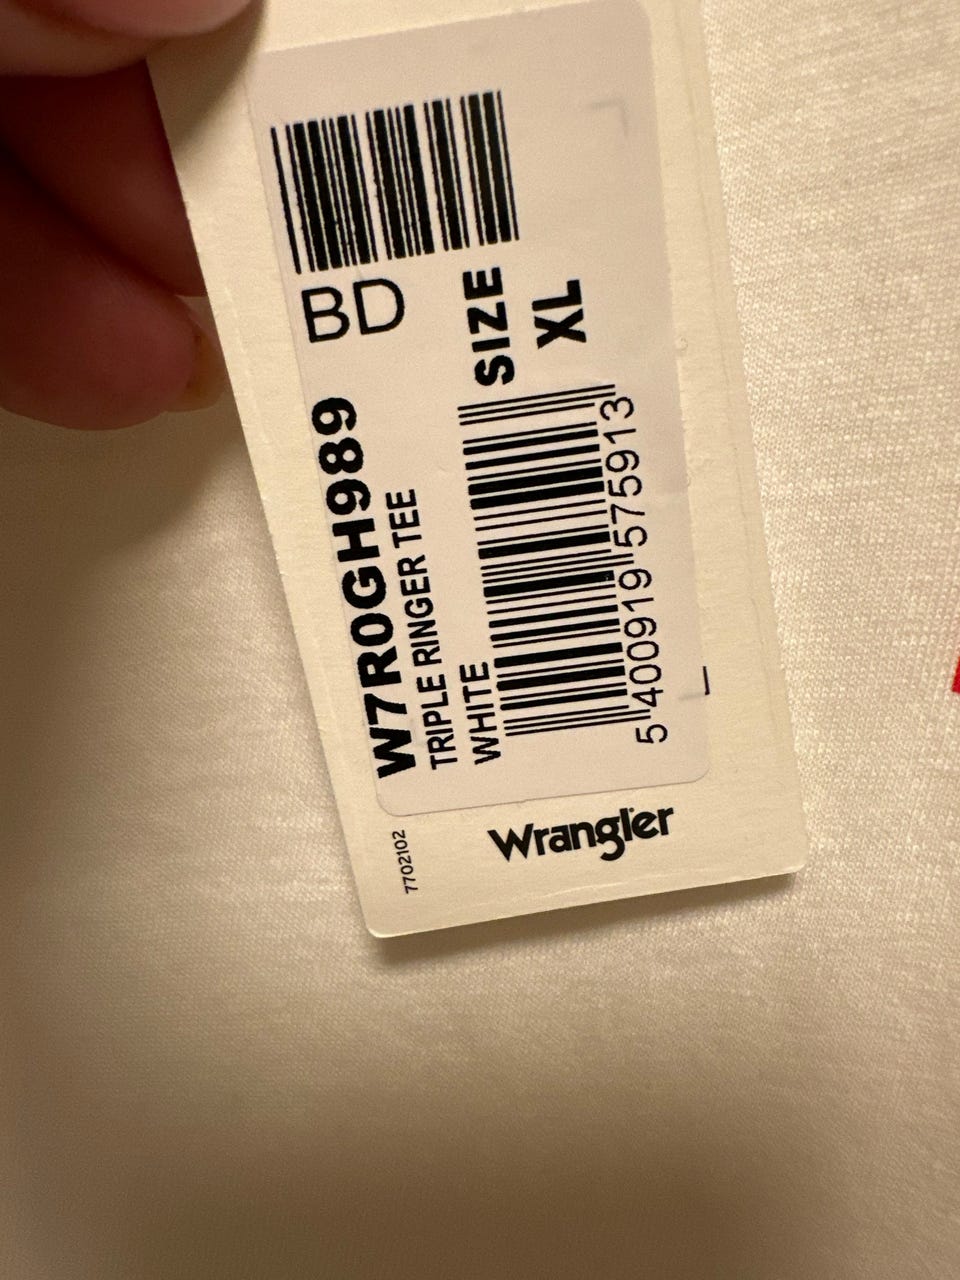 BD
W7R0GH989
TRIPLE RINGER TEE
WHITE
SIZE
XL
5 400919 575913
Wrangler
7702102